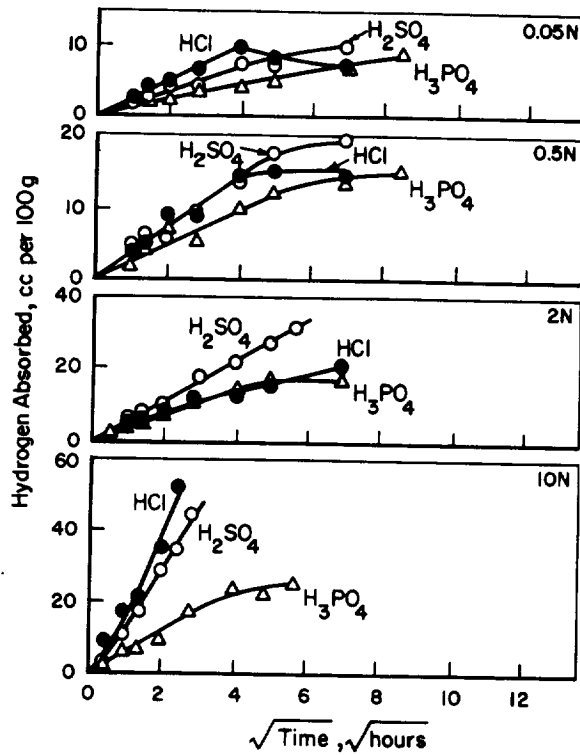 Hydrogen Absorbed, cc per 100g
10
0
HCl
H2SO4
H3PO4
0.05N
20
10
0
H2SO4
HCl
H3PO4
0.5N
40
20
0
H2SO4
HCl
H3PO4
2N
60
40
20
0
HCl
H2SO4
H3PO4
10N
0 2 4 6 8 10 12
√Time, √hours